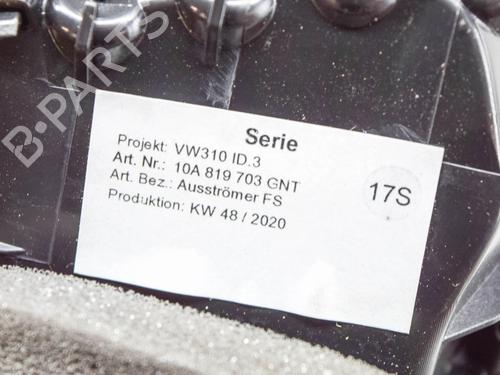 B-PARTS
Serie
Projekt: VW310 ID.3
Art. Nr.: 10A 819 703 GNT
Art. Bez.: Ausströmer FS
Produktion: KW 48 / 2020
17S